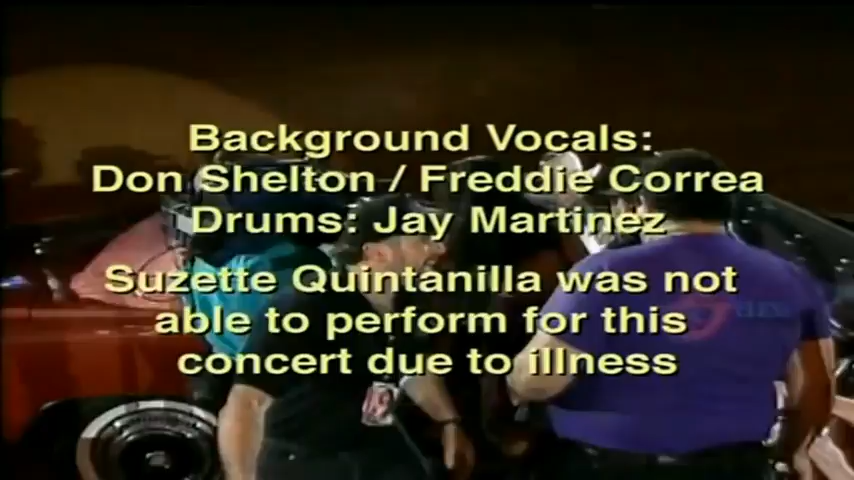 Background Vocals:
Don Shelton / Freddie Correa
Drums: Jay Martinez
Suzette Quintanilla was not
able to perform for this
concert due to illness